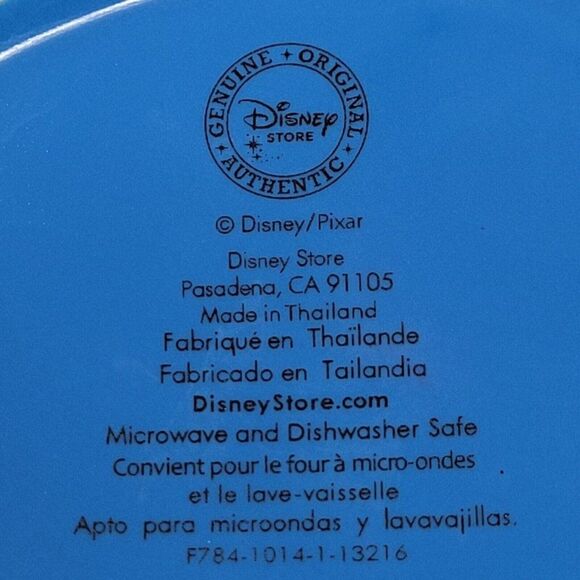 GENUINE + ORIGINAL + AUTHENTIC +
Disney
STORE
© Disney/Pixar
Disney Store
Pasadena, CA 91105
Made in Thailand
Fabriqué en Thaïlande
Fabricado en Tailandia
DisneyStore.com
Microwave and Dishwasher Safe
Convient pour le four à micro-ondes
et le lave-vaisselle
Apto para microondas y lavavajillas.
F784-1014-1-13216